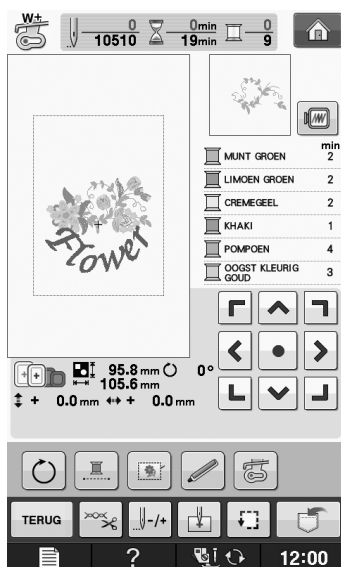 W+
0
10510
0min
19min
0
9
min
MUNT GROEN 2
LIMOEN GROEN 2
CREMEGEEL 2
KHAKI 1
POMPOEN 4
OOGST KLEURIG
GOUD 3
Flower
95.8 mm 0°
105.6 mm
+ 0.0 mm + 0.0 mm
TERUG
-/+
? 12:00